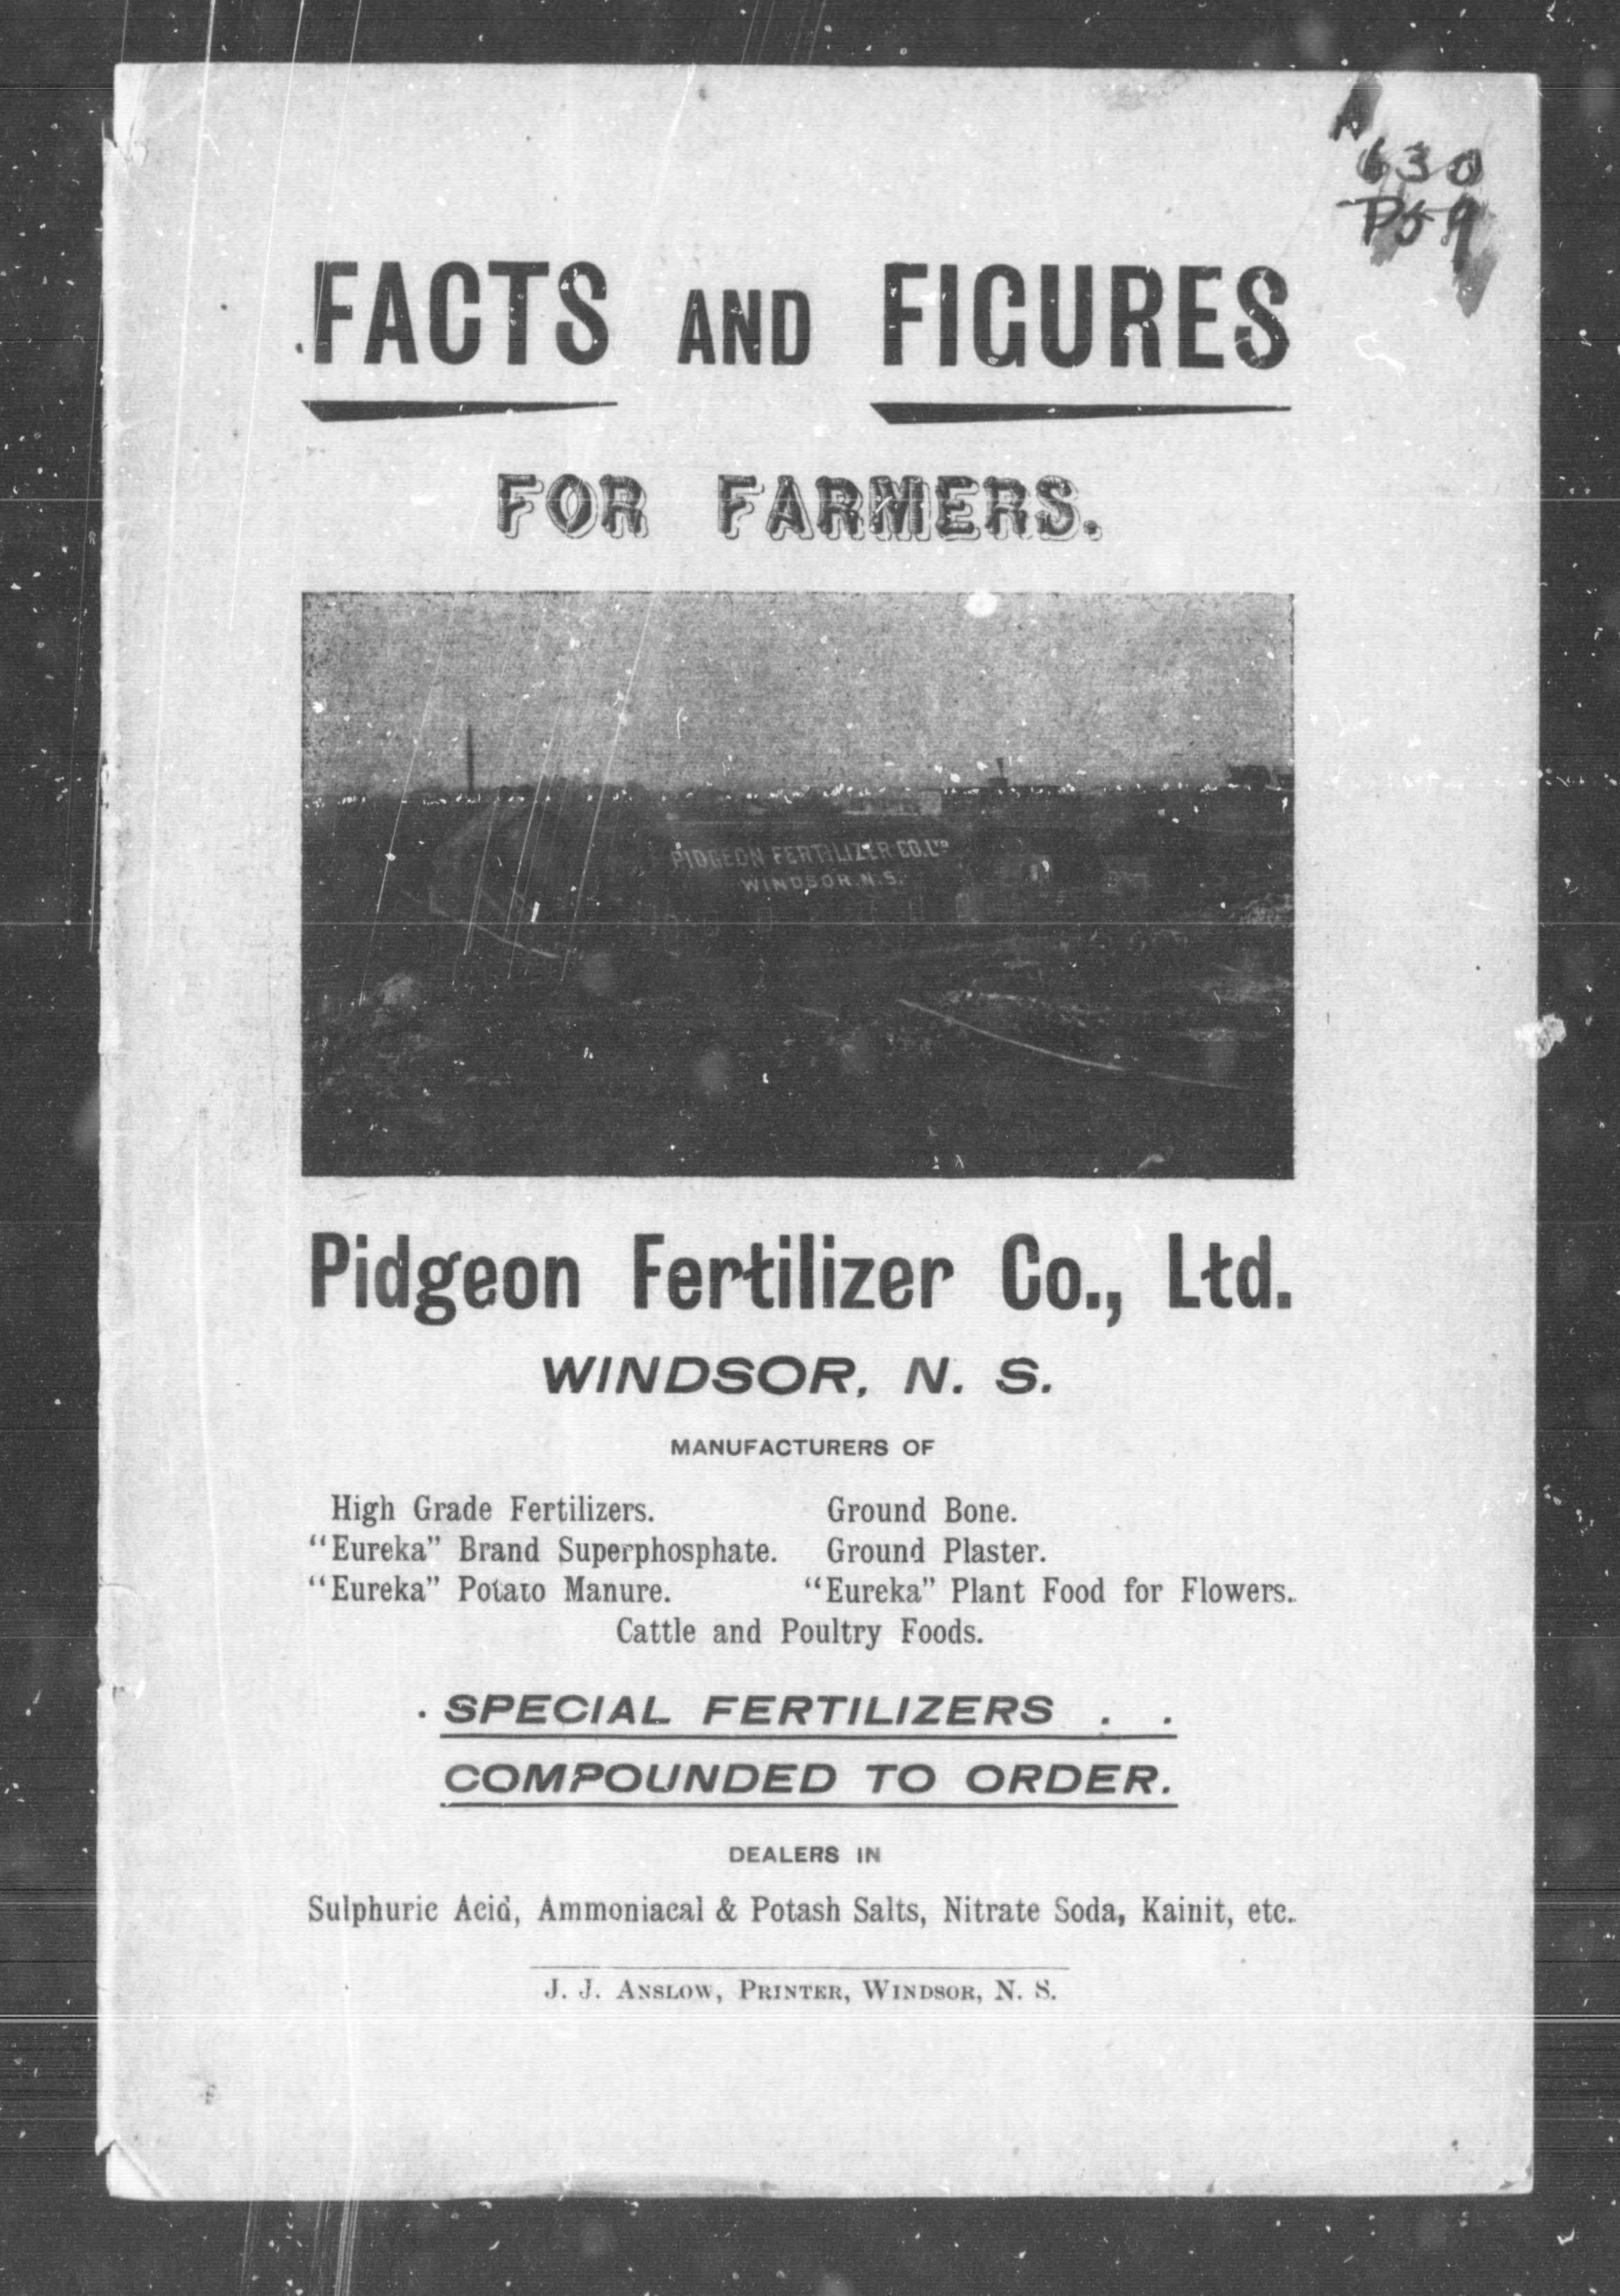 A
630
P59
FACTS AND FIGURES
FOR FARMERS.
PIDGEON FERTILIZER CO. LTD
WINDSOR. N. S.
Pidgeon Fertilizer Co., Ltd.
WINDSOR, N. S.
MANUFACTURERS OF
High Grade Fertilizers. Ground Bone.
"Eureka" Brand Superphosphate. Ground Plaster.
"Eureka" Potato Manure. "Eureka" Plant Food for Flowers.
Cattle and Poultry Foods.
. SPECIAL FERTILIZERS . .
COMPOUNDED TO ORDER.
DEALERS IN
Sulphuric Acid, Ammoniacal & Potash Salts, Nitrate Soda, Kainit, etc.
J. J. ANSLOW, PRINTER, WINDSOR, N. S.